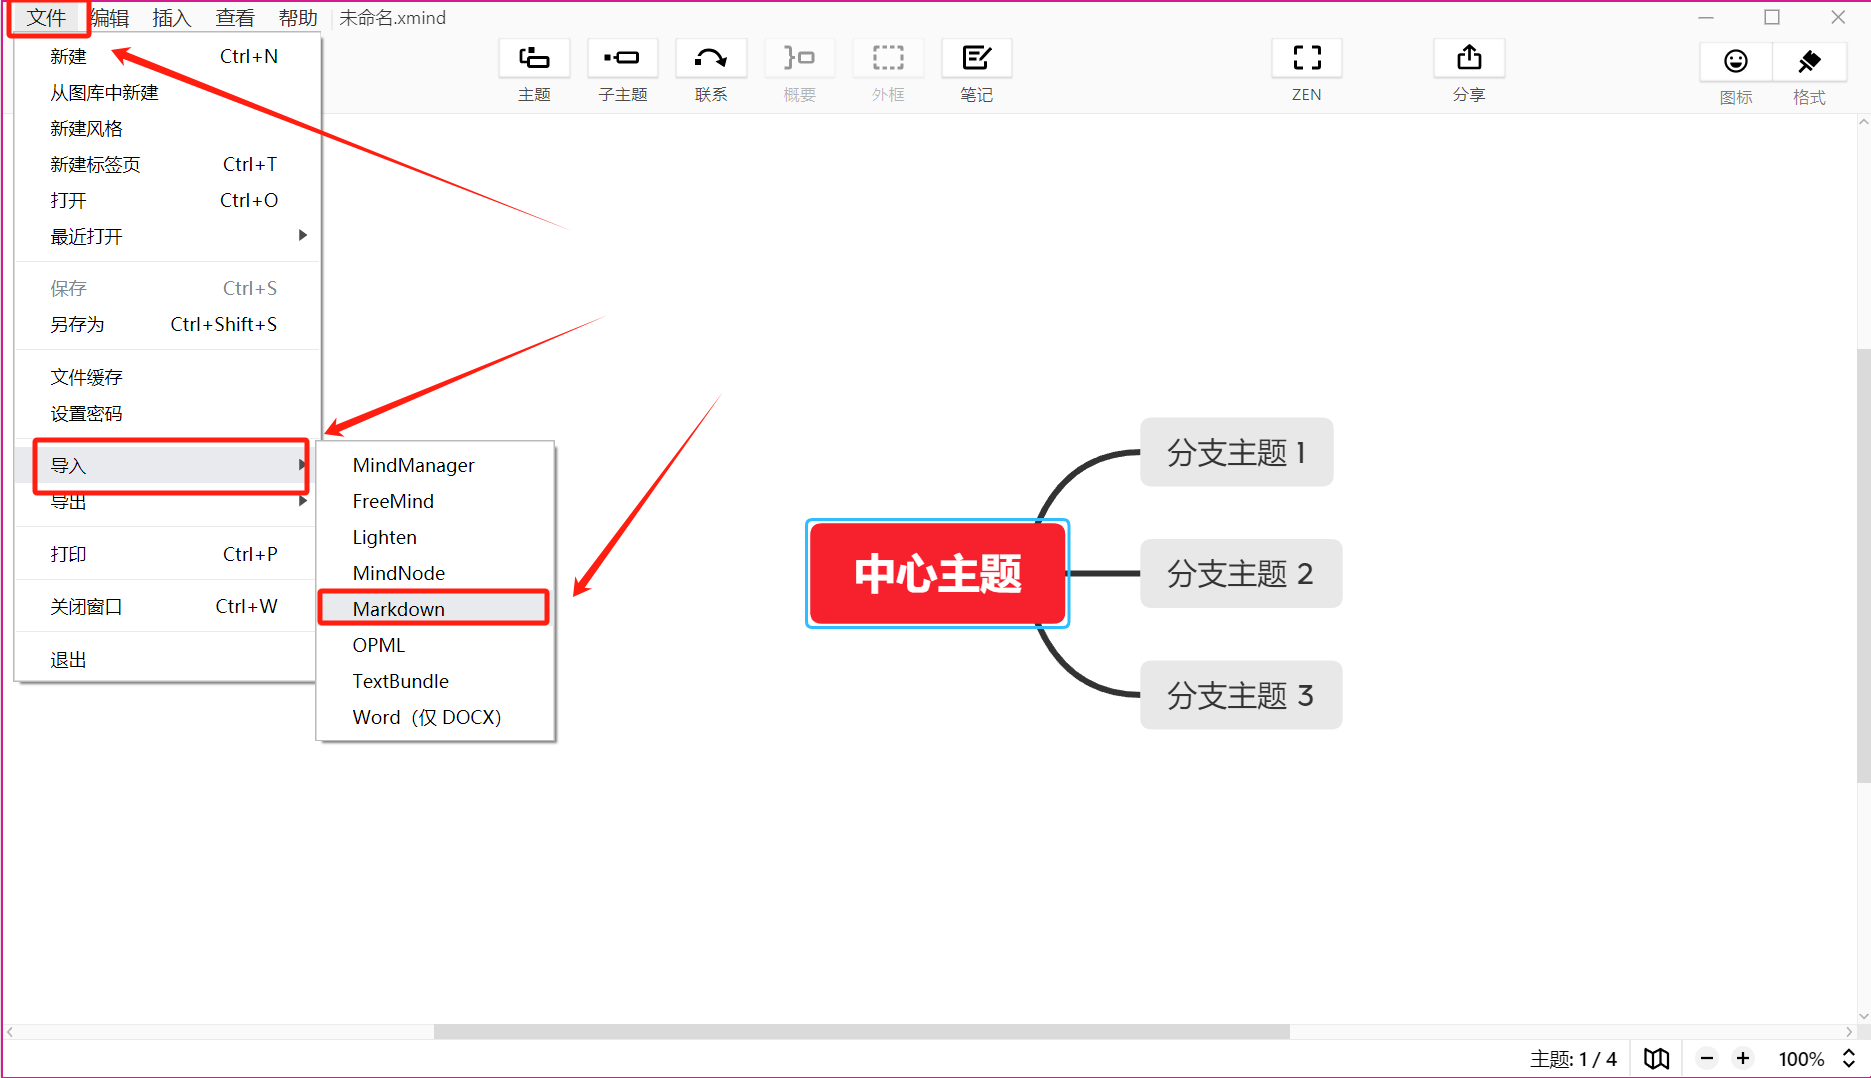 文件 编辑 插入 查看 帮助 未命名.xmind
主题 子主题 联系 概要 外框 笔记 ZEN 分享 图标 格式
新建 Ctrl+N
从图库中新建
新建风格
新建标签页 Ctrl+T
打开 Ctrl+O
最近打开
保存 Ctrl+S
另存为 Ctrl+Shift+S
文件缓存
设置密码
导入
导出
打印 Ctrl+P
关闭窗口 Ctrl+W
退出
MindManager
FreeMind
Lighten
MindNode
Markdown
OPML
TextBundle
Word（仅 DOCX）
中心主题
分支主题 1
分支主题 2
分支主题 3
主题: 1 / 4 100%